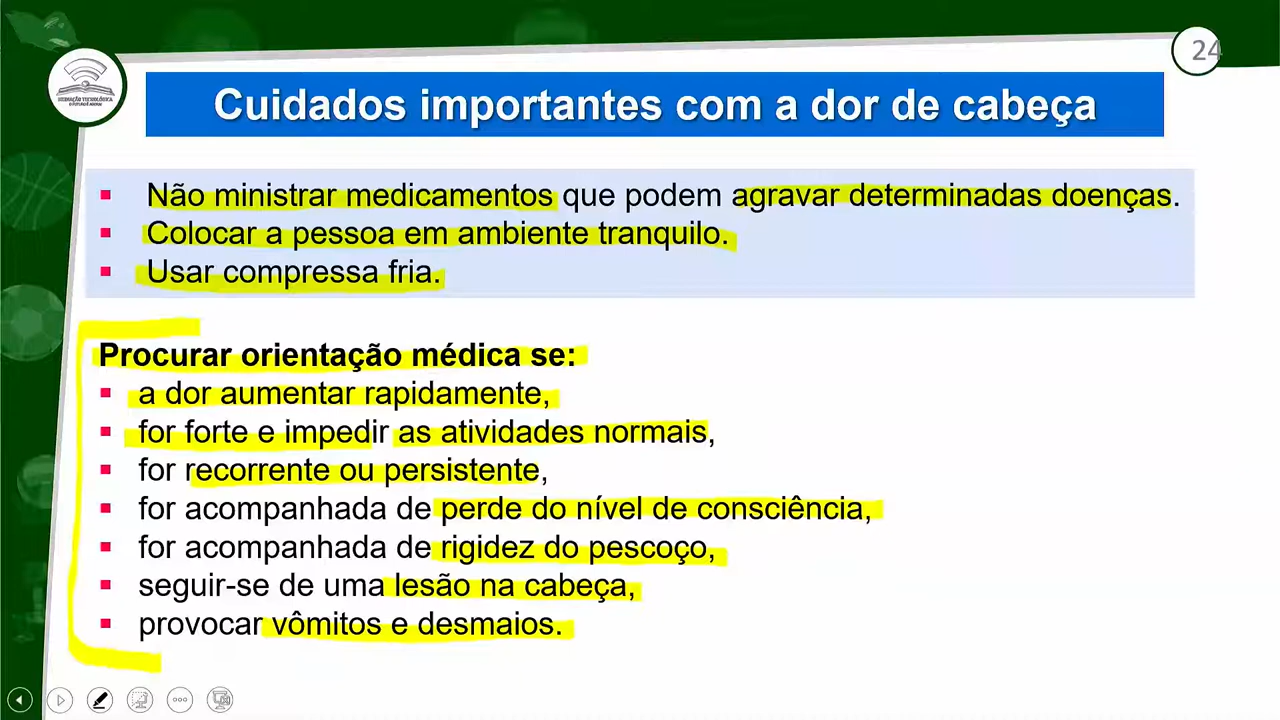 24
MEDIAÇÃO TECNOLÓGICA
Cuidados importantes com a dor de cabeça
Não ministrar medicamentos que podem agravar determinadas doenças.
Colocar a pessoa em ambiente tranquilo.
Usar compressa fria.
Procurar orientação médica se:
a dor aumentar rapidamente,
for forte e impedir as atividades normais,
for recorrente ou persistente,
for acompanhada de perde do nível de consciência,
for acompanhada de rigidez do pescoço,
seguir-se de uma lesão na cabeça,
provocar vômitos e desmaios.